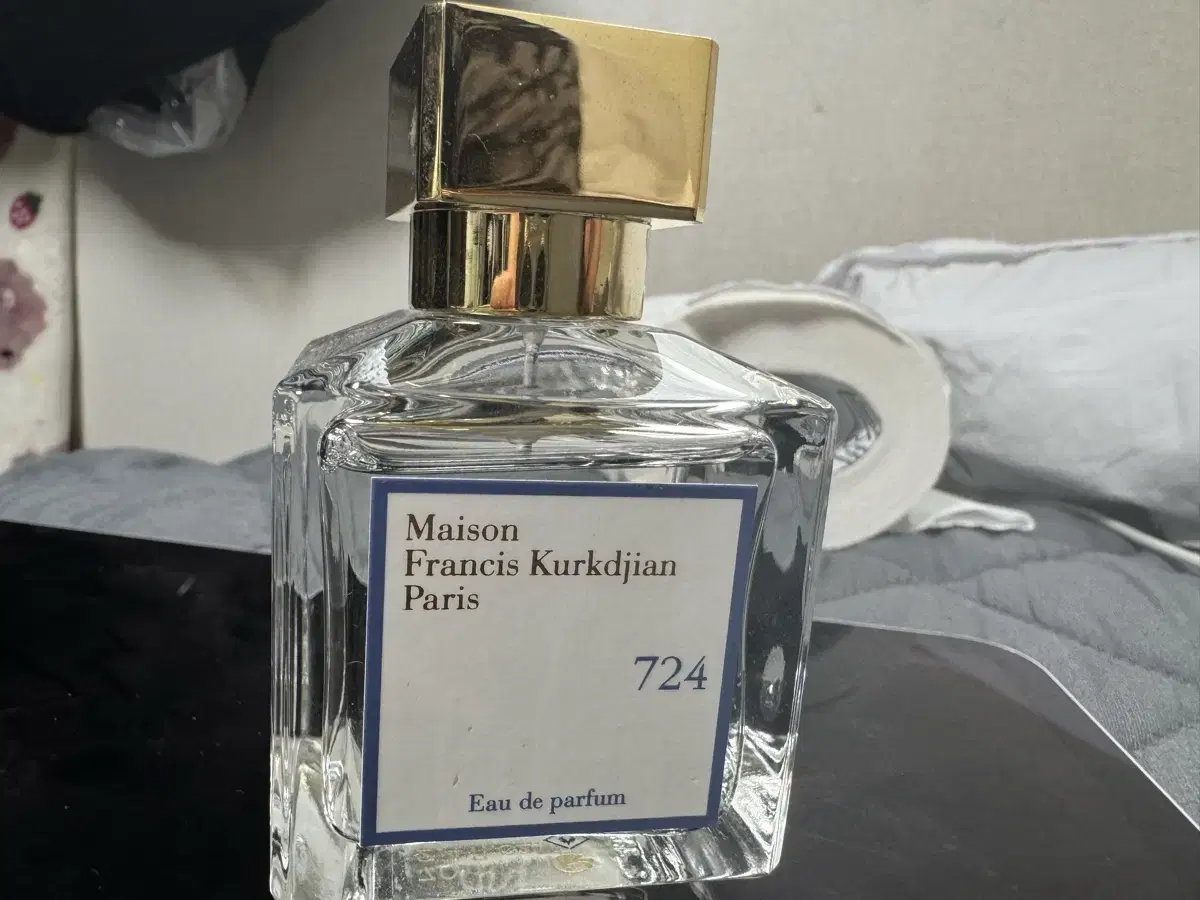 Maison
Francis Kurkdjian
Paris
724
Eau de parfum